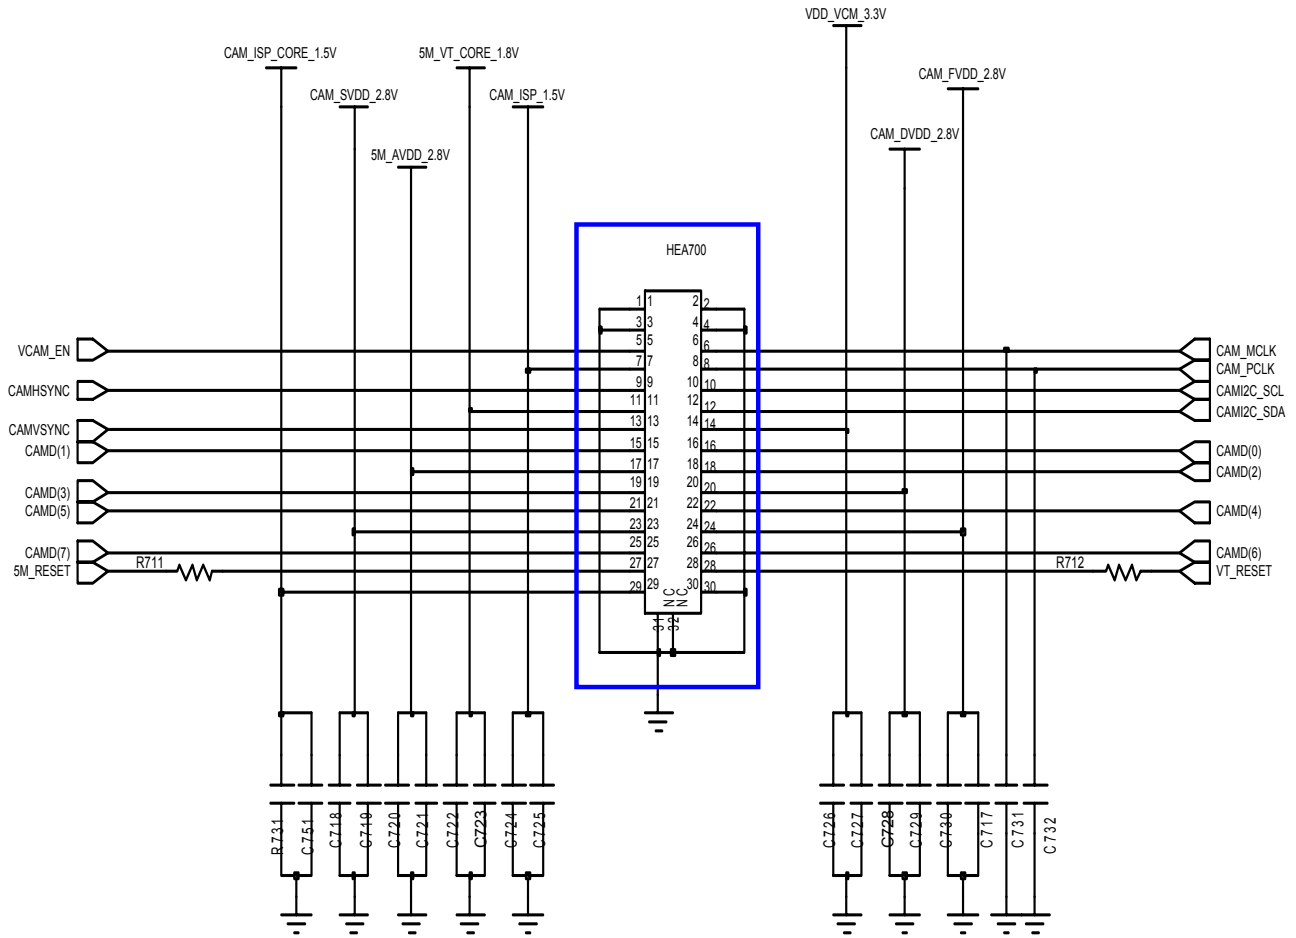 VDD_VCM_3.3V
CAM_ISP_CORE_1.5V
5M_VT_CORE_1.8V
CAM_FVDD_2.8V
CAM_SVDD_2.8V
CAM_ISP_1.5V
CAM_DVDD_2.8V
5M_AVDD_2.8V
HEA700
1 1 2 2
3 3 4 4
VCAM_EN 5 5 6 6 CAM_MCLK
7 7 8 8 CAM_PCLK
CAMHSYNC 9 9 10 10 CAMI2C_SCL
11 11 12 12 CAMI2C_SDA
CAMVSYNC 13 13 14 14
CAMD(1) 15 15 16 16 CAMD(0)
17 17 18 18 CAMD(2)
CAMD(3) 19 19 20 20
CAMD(5) 21 21 22 22 CAMD(4)
23 23 24 24
CAMD(7) 25 25 26 26 CAMD(6)
5M_RESET R711 27 27 28 28 R712 VT_RESET
29 29 30 30
NC NC
31 32
R731
C751
C718
C719
C720
C721
C722
C723
C724
C725
C726
C727
C728
C729
C730
C717
C731
C732